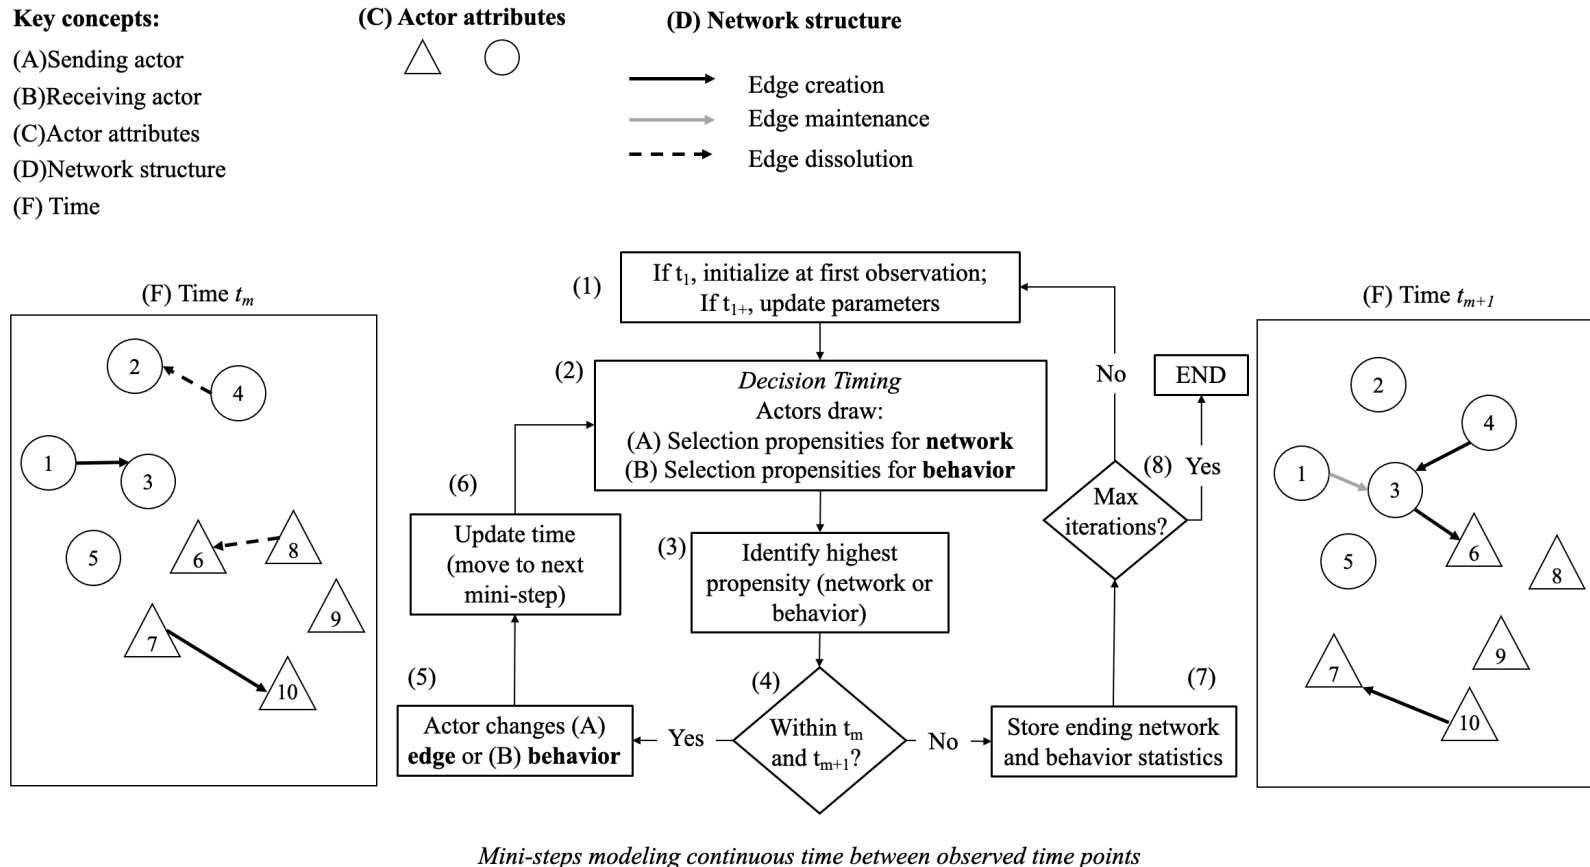 Key concepts:
(A)Sending actor
(B)Receiving actor
(C)Actor attributes
(D)Network structure
(F) Time
(C) Actor attributes
(D) Network structure
Edge creation
Edge maintenance
Edge dissolution
(F) Time tm
2
4
1
3
5
6
8
9
7
10
(1)
If t1, initialize at first observation;
If t1+, update parameters
(2)
Decision Timing
Actors draw:
(A) Selection propensities for network
(B) Selection propensities for behavior
(3)
Identify highest
propensity (network or
behavior)
(4)
Within tm
and tm+1?
Yes
No
(5)
Actor changes (A)
edge or (B) behavior
(6)
Update time
(move to next
mini-step)
(7)
Store ending network
and behavior statistics
(8)
Max
iterations?
No
Yes
END
(F) Time tm+1
2
4
1
3
5
6
8
9
7
10
Mini-steps modeling continuous time between observed time points